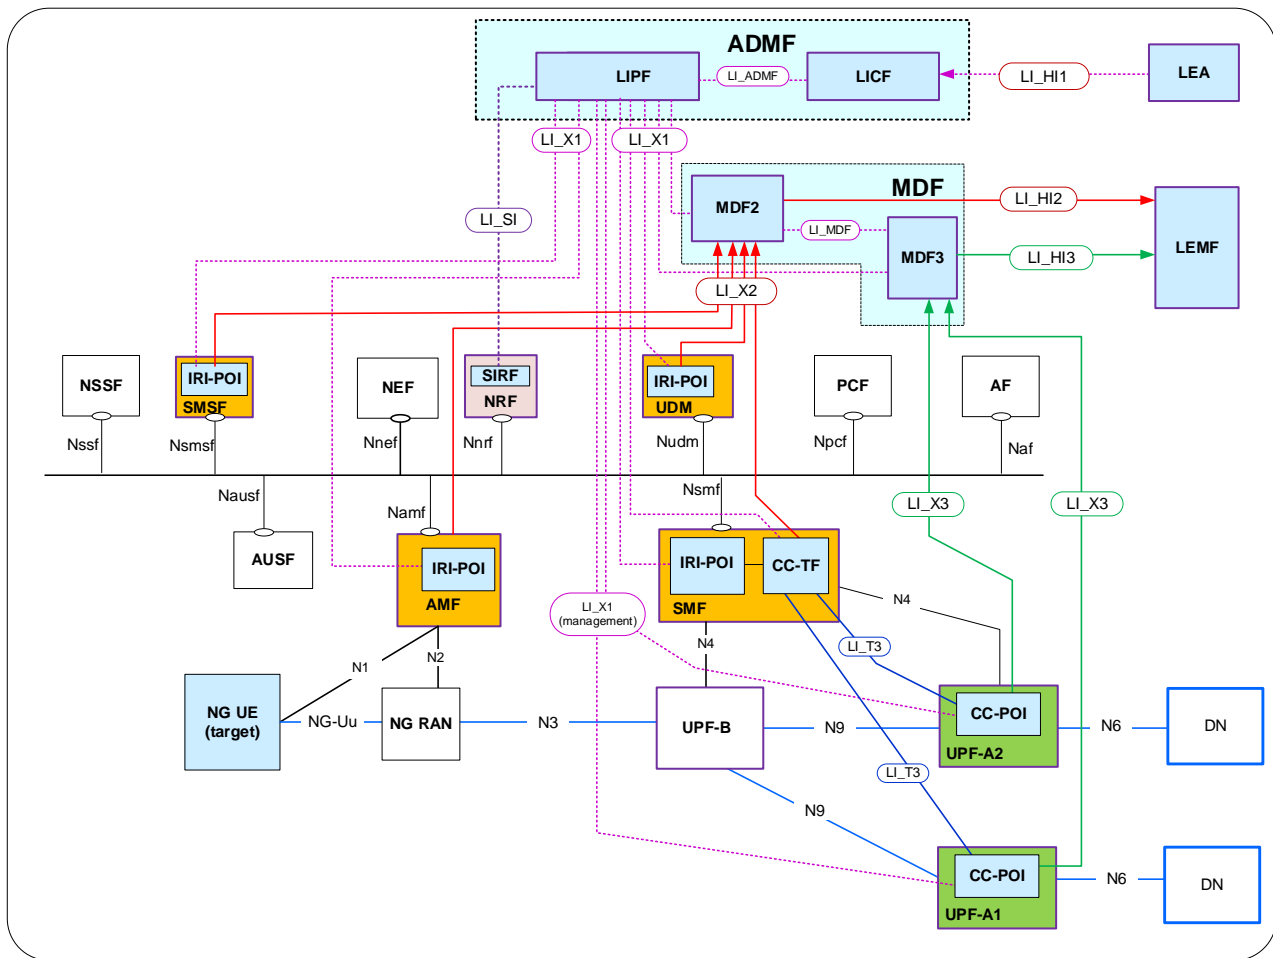 ADMF
LIPF
LI_ADMF
LICF
LI_HI1
LEA
LI_X1
LI_X1
MDF
MDF2
LI_HI2
LI_SI
LI_MDF
LEMF
MDF3
LI_HI3
LI_X2
NSSF
IRI-POI
SMSF
NEF
SIRF
NRF
IRI-POI
UDM
PCF
AF
Nssf
Nsmsf
Nnef
Nnrf
Nudm
Npcf
Naf
Nausf
Namf
Nsmf
LI_X3
LI_X3
AUSF
IRI-POI
AMF
IRI-POI
CC-TF
SMF
LI_X1
(management)
N4
N4
LI_T3
N1
N2
NG UE
(target)
NG-Uu
NG RAN
N3
UPF-B
N9
CC-POI
UPF-A2
N6
DN
LI_T3
N9
CC-POI
UPF-A1
N6
DN